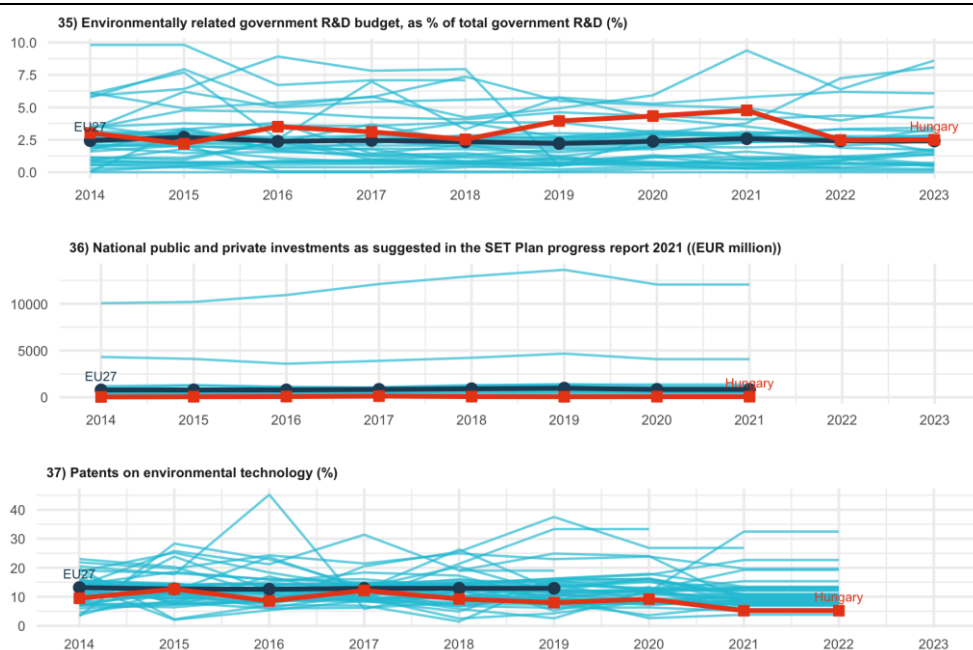 35) Environmentally related government R&D budget, as % of total government R&D (%)
10.0
7.5
5.0
2.5
0.0
EU27
Hungary
2014 2015 2016 2017 2018 2019 2020 2021 2022 2023
36) National public and private investments as suggested in the SET Plan progress report 2021 ((EUR million))
10000
5000
0
EU27
Hungary
2014 2015 2016 2017 2018 2019 2020 2021 2022 2023
37) Patents on environmental technology (%)
40
30
20
10
0
EU27
Hungary
2014 2015 2016 2017 2018 2019 2020 2021 2022 2023